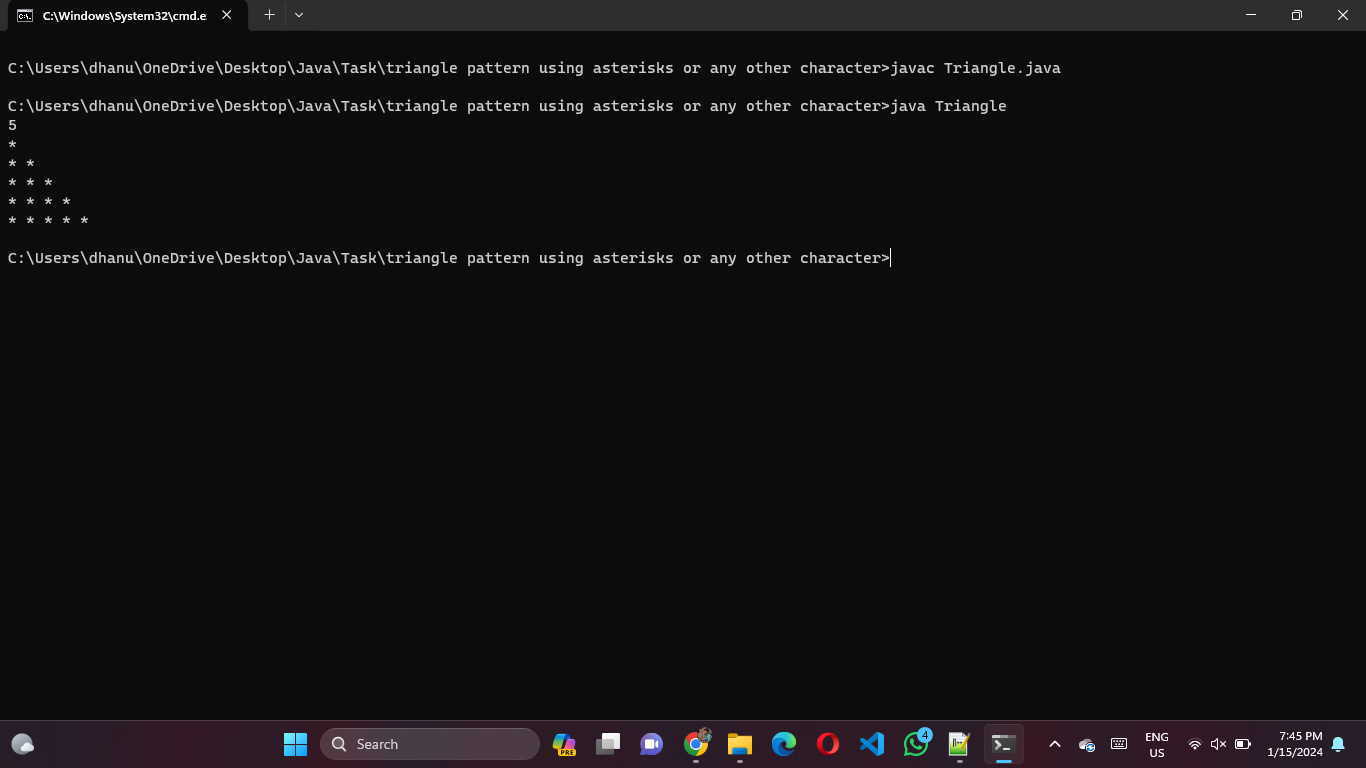 C:\Windows\System32\cmd.e
C:\Users\dhanu\OneDrive\Desktop\Java\Task\triangle pattern using asterisks or any other character>javac Triangle.java
C:\Users\dhanu\OneDrive\Desktop\Java\Task\triangle pattern using asterisks or any other character>java Triangle
5
*
* *
* * *
* * * *
* * * * *
C:\Users\dhanu\OneDrive\Desktop\Java\Task\triangle pattern using asterisks or any other character>
Search
PRE
4
ENG
US
7:45 PM
1/15/2024